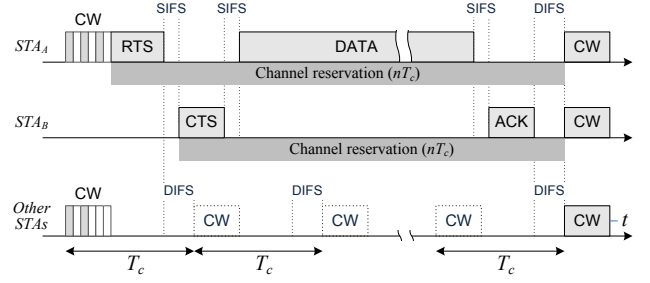 SIFS SIFS SIFS DIFS
CW
STA_A RTS DATA CW
Channel reservation (nT_c)
STA_B CTS ACK CW
Channel reservation (nT_c)
CW DIFS DIFS DIFS
Other STAs CW CW CW CW t
T_c T_c T_c